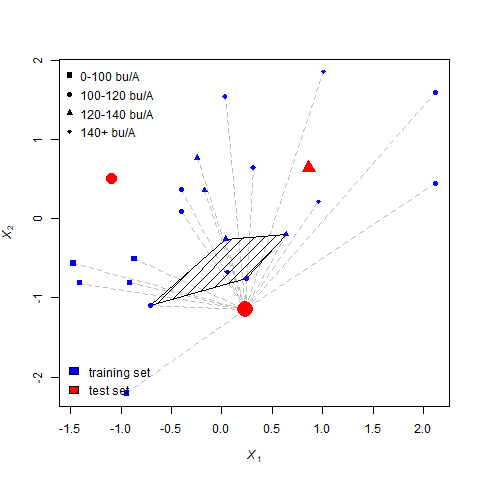 0-100 bu/A
100-120 bu/A
120-140 bu/A
140+ bu/A
2
1
0
-1
-2
X2
training set
test set
-1.5 -1.0 -0.5 0.0 0.5 1.0 1.5 2.0
X1